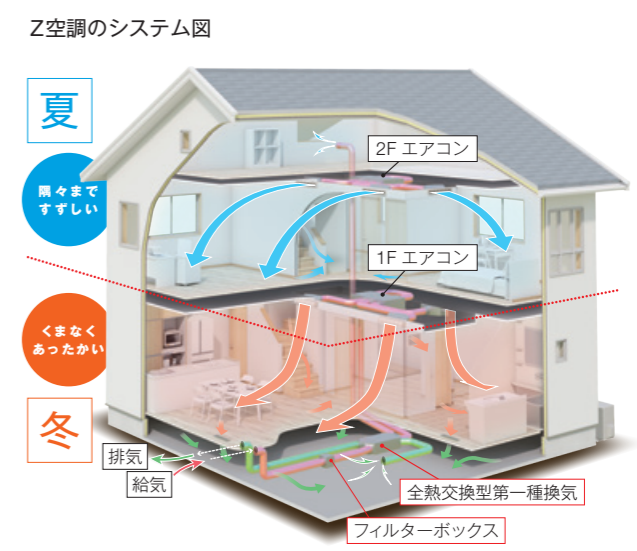 Z空調のシステム図
夏
隅々まで
すずしい
2F エアコン
1F エアコン
くまなく
あったかい
冬
排気
給気
全熱交換型第一種換気
フィルターボックス